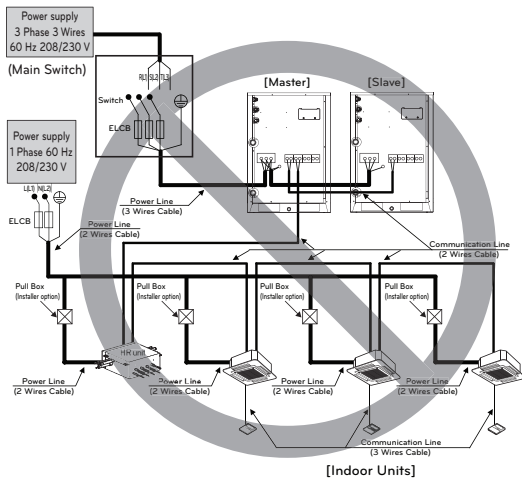 Power supply
3 Phase 3 Wires
60 Hz 208/230 V
(Main Switch)
R(L1) S(L2) T(L3)
Switch
ELCB
[Master]
[Slave]
Power supply
1 Phase 60 Hz
208/230 V
L(L1) N(L2)
ELCB
Power Line
(2 Wires Cable)
Power Line
(3 Wires Cable)
Communication Line
(2 Wires Cable)
Pull Box
(Installer option)
Pull Box
(Installer option)
Pull Box
(Installer option)
Pull Box
(Installer option)
HR unit
Power Line
(2 Wires Cable)
Power Line
(2 Wires Cable)
Power Line
(2 Wires Cable)
Power Line
(2 Wires Cable)
Communication Line
(3 Wires Cable)
[Indoor Units]